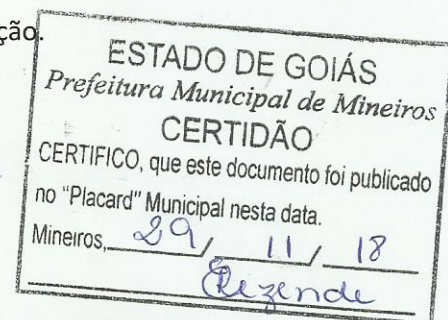 ção.
ESTADO DE GOIÁS
Prefeitura Municipal de Mineiros
CERTIDÃO
CERTIFICO, que este documento foi publicado
no "Placard" Municipal nesta data.
Mineiros, 29 / 11 / 18
Rezende